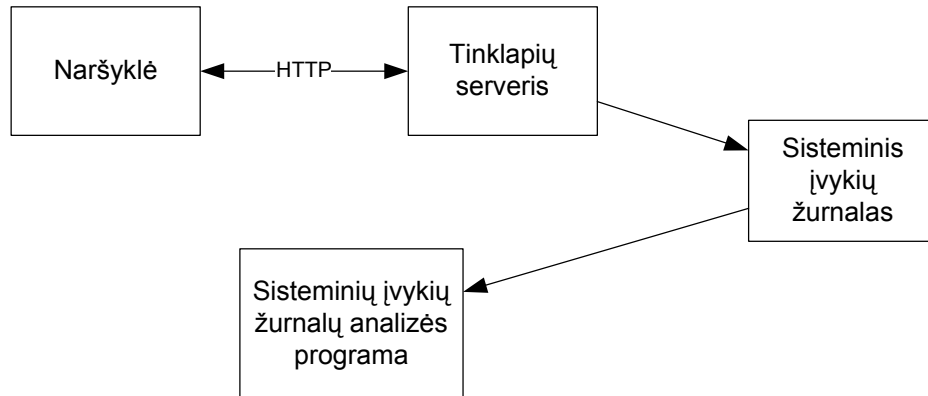 Naršyklė
HTTP
Tinklapių
serveris
Sisteminis
įvykių
žurnalas
Sisteminių įvykių
žurnalų analizės
programa